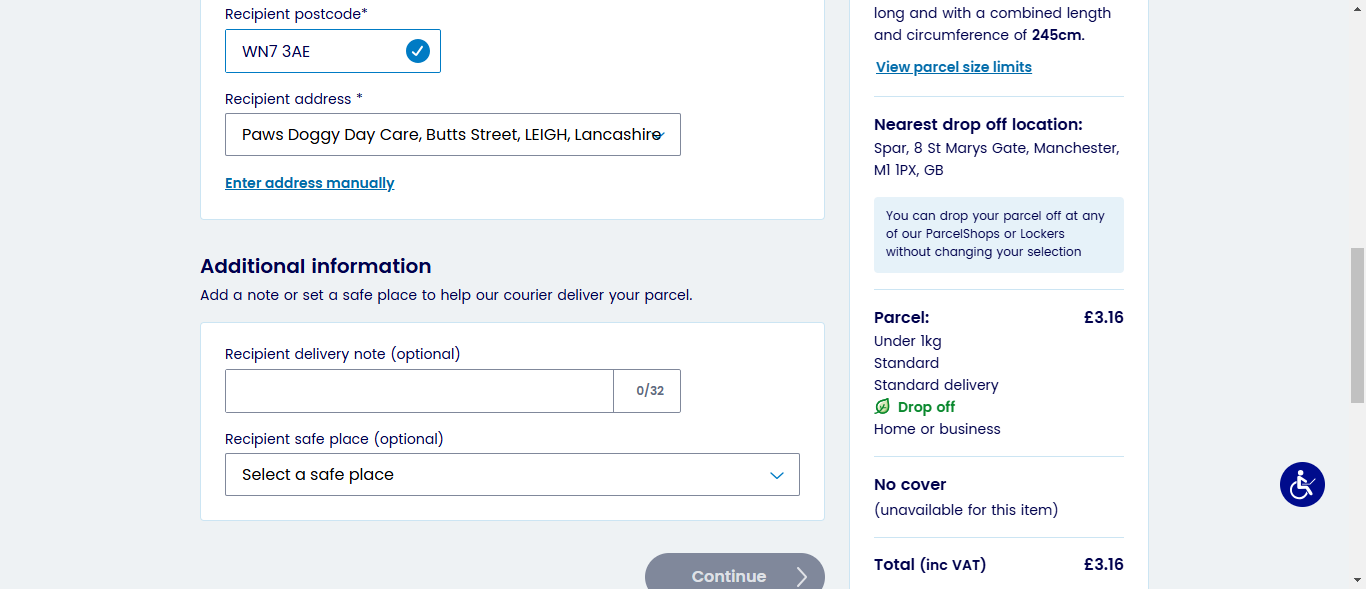 Recipient postcode*
WN7 3AE
Recipient address *
Paws Doggy Day Care, Butts Street, LEIGH, Lancashire
Enter address manually
Additional information
Add a note or set a safe place to help our courier deliver your parcel.
Recipient delivery note (optional)
0/32
Recipient safe place (optional)
Select a safe place
Continue
long and with a combined length
and circumference of 245cm.
View parcel size limits
Nearest drop off location:
Spar, 8 St Marys Gate, Manchester,
M1 1PX, GB
You can drop your parcel off at any
of our ParcelShops or Lockers
without changing your selection
Parcel: £3.16
Under 1kg
Standard
Standard delivery
Drop off
Home or business
No cover
(unavailable for this item)
Total (inc VAT) £3.16